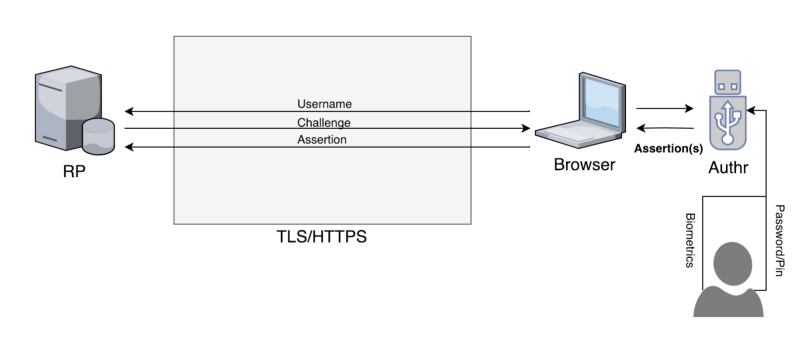 Username
Challenge
Assertion
RP
Browser
Assertion(s)
Authr
TLS/HTTPS
Biometrics
Password/Pin